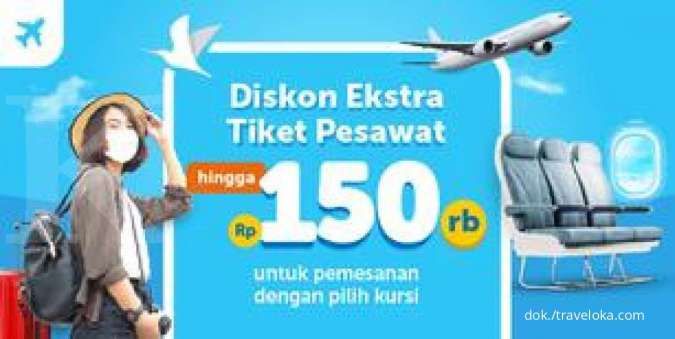 Diskon Ekstra
Tiket Pesawat
hingga
Rp 150 rb
untuk pemesanan
dengan pilih kursi
dok./traveloka.com